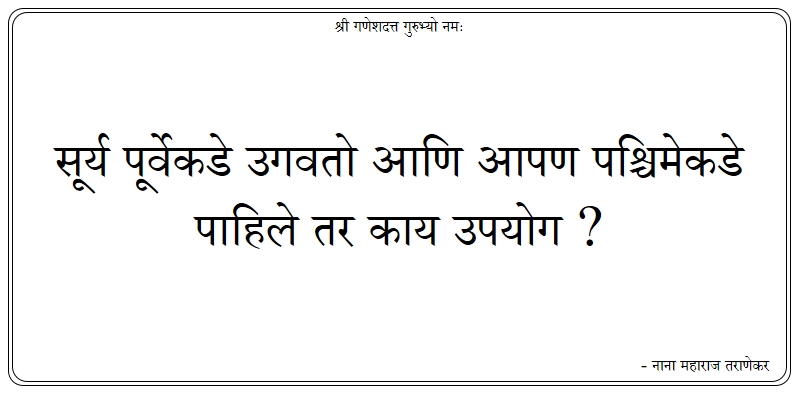 श्री गणेशदत्त गुरुभ्यो नमः
सूर्य पूर्वेकडे उगवतो आणि आपण पश्चिमेकडे
पाहिले तर काय उपयोग ?
- नाना महाराज तराणेकर